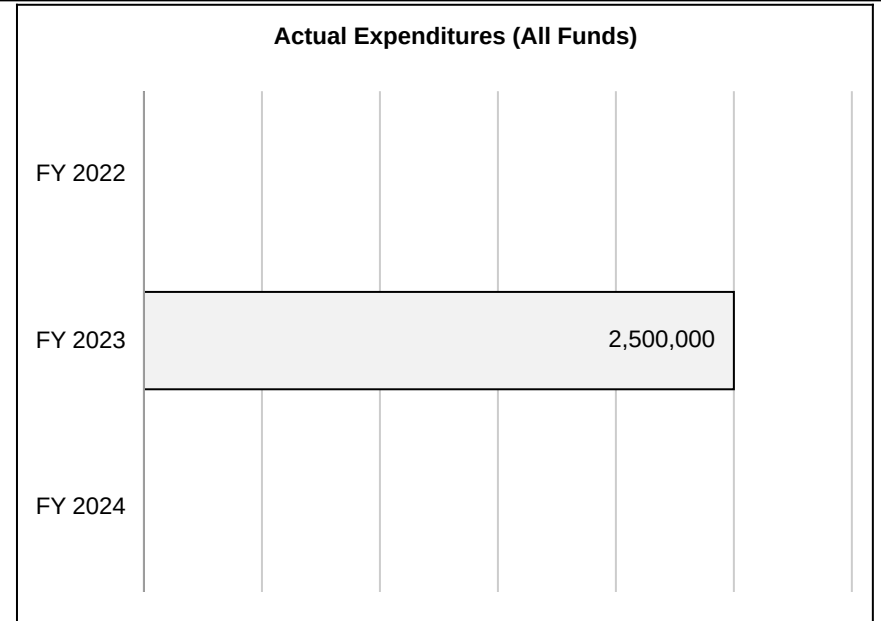 Actual Expenditures (All Funds)
FY 2022
FY 2023
2,500,000
FY 2024